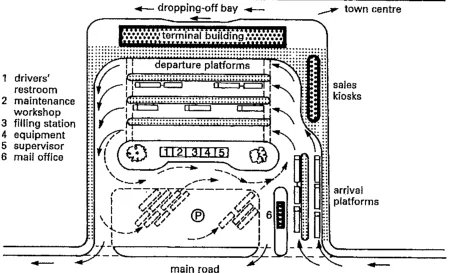 dropping-off bay
town centre
terminal building
departure platforms
1 drivers' restroom
2 maintenance workshop
3 filling station
4 equipment
5 supervisor
6 mail office
sales
kiosks
1 2 3 4 5
arrival
platforms
P
6
main road